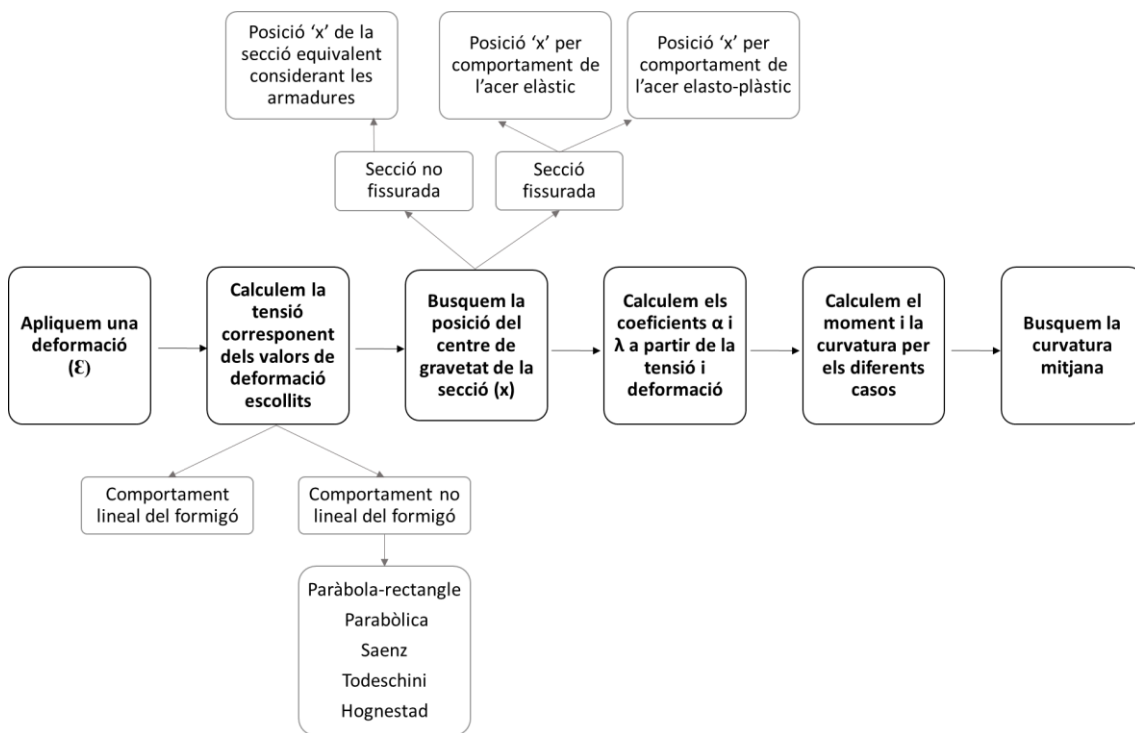 Posició ‘x’ de la
secció equivalent
considerant les
armadures
Posició ‘x’ per
comportament de
l’acer elàstic
Posició ‘x’ per
comportament de
l’acer elasto-plàstic
Secció no
fissurada
Secció
fissurada
Apliquem una
deformació
(Ɛ)
Calculem la
tensió
corresponent
dels valors de
deformació
escollits
Busquem la
posició del
centre de
gravetat de la
secció (x)
Calculem els
coeficients α i
λ a partir de la
tensió i
deformació
Calculem el
moment i la
curvatura per
els diferents
casos
Busquem la
curvatura
mitjana
Comportament
lineal del formigó
Comportament no
lineal del formigó
Paràbola-rectangle
Parabòlica
Saenz
Todeschini
Hognestad